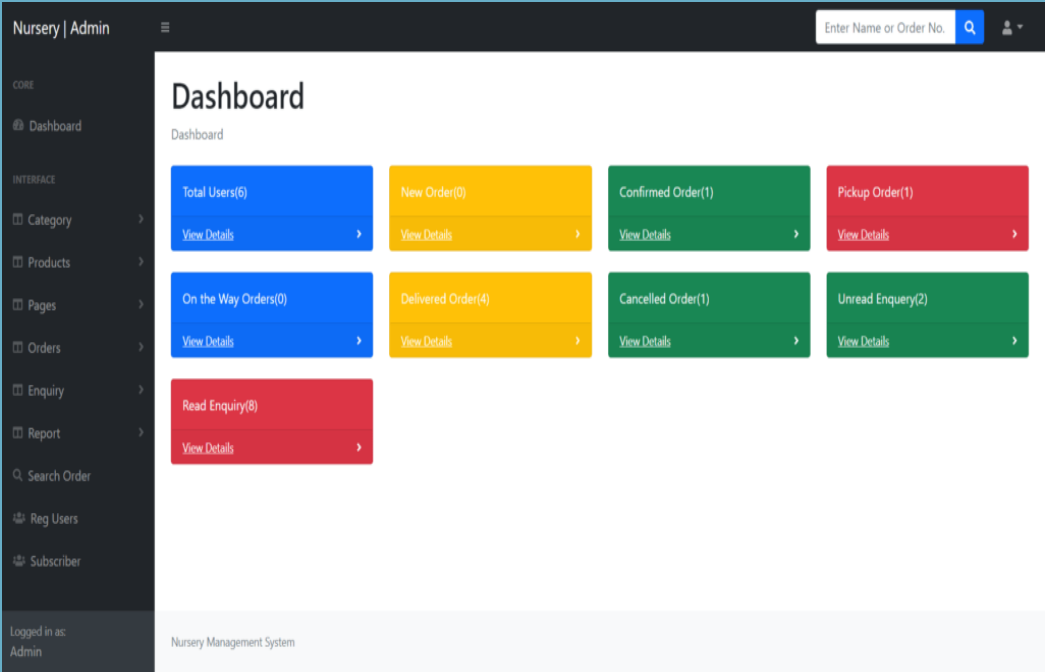 Nursery | Admin
Enter Name or Order No.
CORE
Dashboard
INTERFACE
Category
Products
Pages
Orders
Enquiry
Report
Search Order
Reg Users
Subscriber
Logged in as:
Admin
Dashboard
Dashboard
Total Users(6)
View Details
New Order(0)
View Details
Confirmed Order(1)
View Details
Pickup Order(1)
View Details
On the Way Orders(0)
View Details
Delivered Order(4)
View Details
Cancelled Order(1)
View Details
Unread Enquery(2)
View Details
Read Enquiry(8)
View Details
Nursery Management System